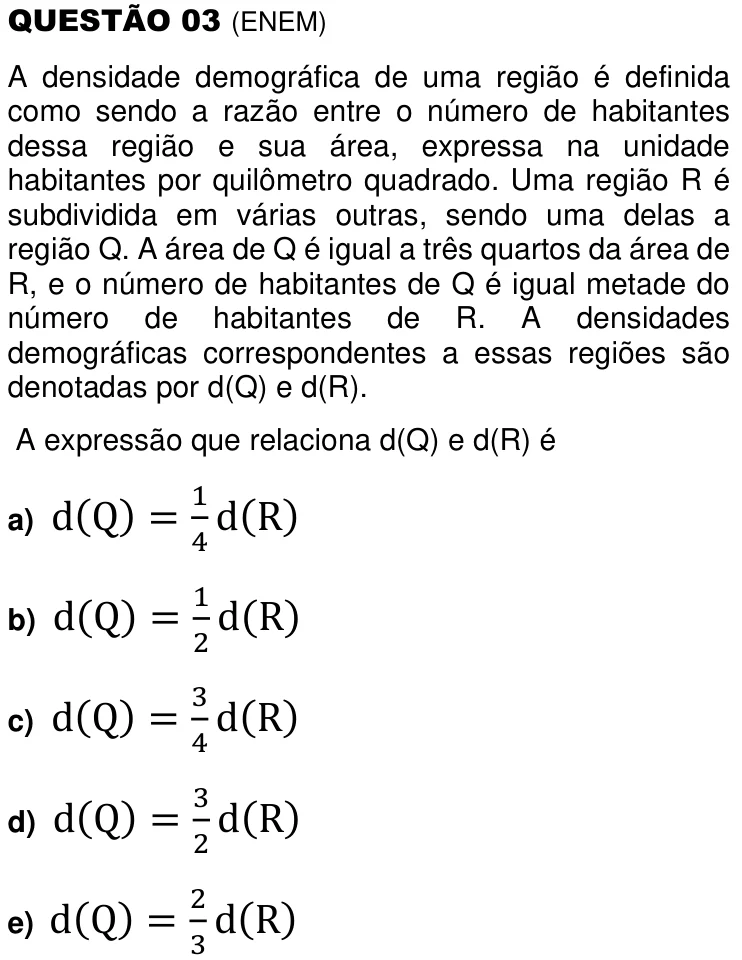 QUESTÃO 03 (ENEM)
A densidade demográfica de uma região é definida
como sendo a razão entre o número de habitantes
dessa região e sua área, expressa na unidade
habitantes por quilômetro quadrado. Uma região R é
subdividida em várias outras, sendo uma delas a
região Q. A área de Q é igual a três quartos da área de
R, e o número de habitantes de Q é igual metade do
número de habitantes de R. A densidades
demográficas correspondentes a essas regiões são
denotadas por d(Q) e d(R).
A expressão que relaciona d(Q) e d(R) é
a) d(Q) = 1/4 d(R)
b) d(Q) = 1/2 d(R)
c) d(Q) = 3/4 d(R)
d) d(Q) = 3/2 d(R)
e) d(Q) = 2/3 d(R)